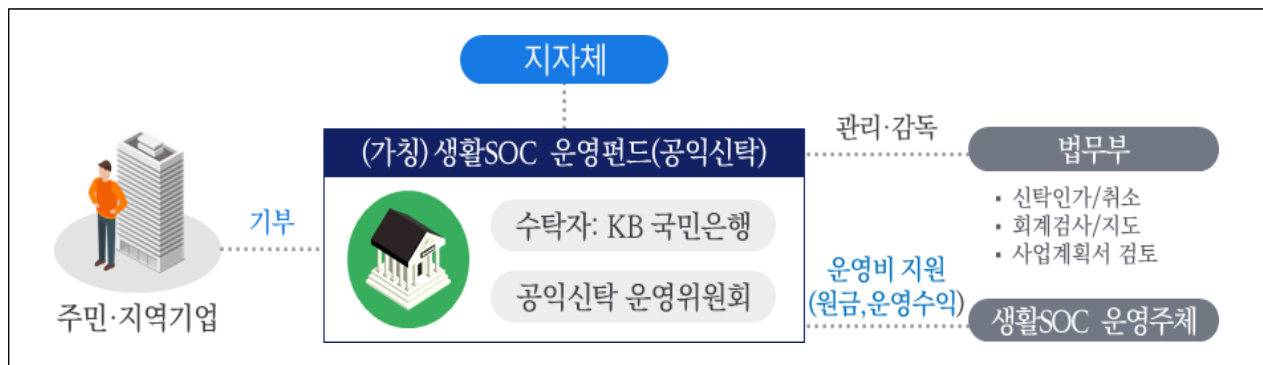 지자체
(가칭) 생활SOC 운영펀드(공익신탁)
수탁자: KB 국민은행
공익신탁 운영위원회
기부
주민·지역기업
관리·감독
법무부
▪ 신탁인가/취소
▪ 회계검사/지도
▪ 사업계획서 검토
운영비 지원
(원금,운영수익)
생활SOC 운영주체